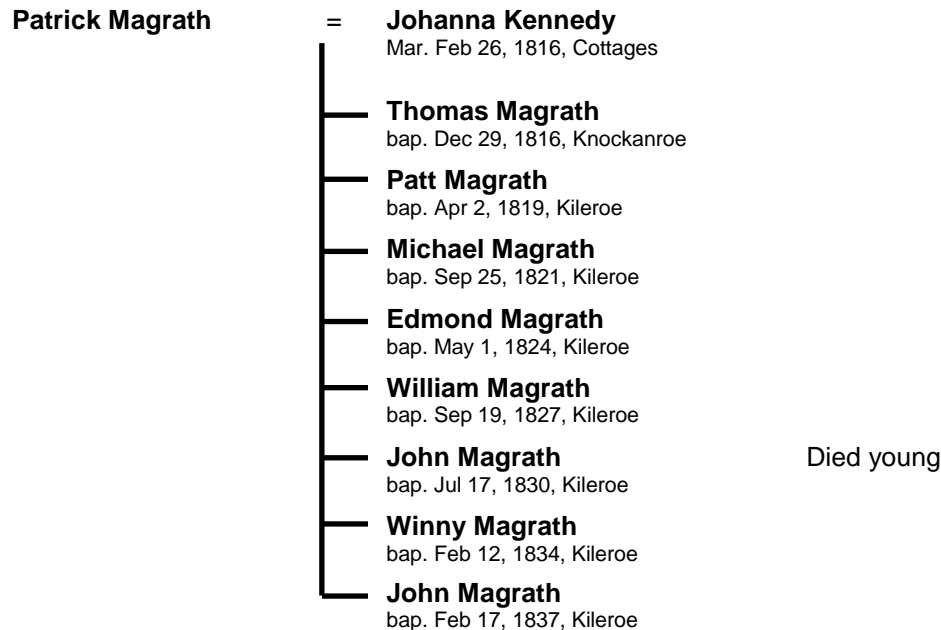 Patrick Magrath = Johanna Kennedy
Mar. Feb 26, 1816, Cottages
Thomas Magrath
bap. Dec 29, 1816, Knockanroe
Patt Magrath
bap. Apr 2, 1819, Kileroe
Michael Magrath
bap. Sep 25, 1821, Kileroe
Edmond Magrath
bap. May 1, 1824, Kileroe
William Magrath
bap. Sep 19, 1827, Kileroe
John Magrath Died young
bap. Jul 17, 1830, Kileroe
Winny Magrath
bap. Feb 12, 1834, Kileroe
John Magrath
bap. Feb 17, 1837, Kileroe